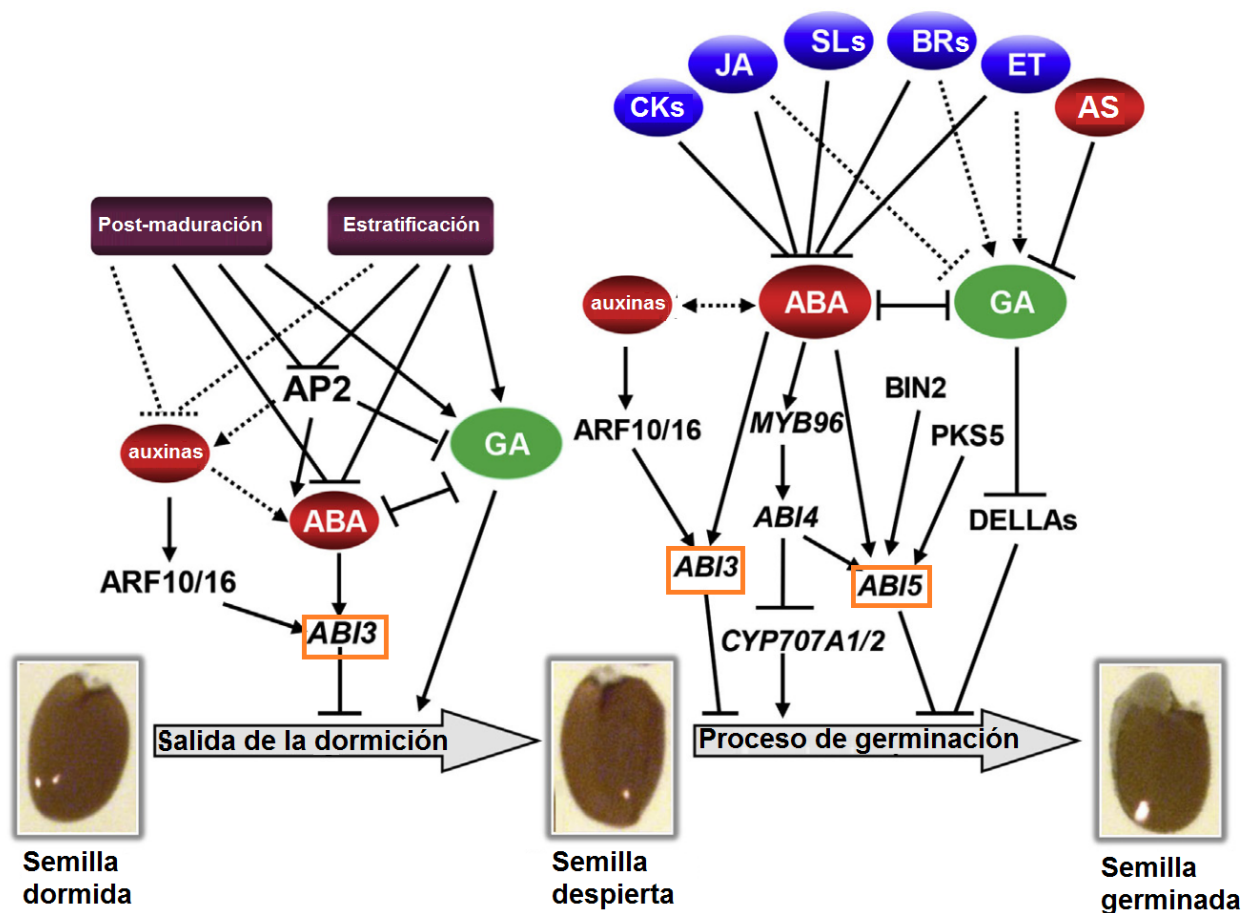 CKs
JA
SLs
BRs
ET
AS
Post-maduración
Estratificación
AP2
auxinas
GA
ABA
ARF10/16
ABI3
auxinas
ABA
GA
ARF10/16
MYB96
BIN2
PKS5
ABI4
DELLAs
ABI3
ABI5
CYP707A1/2
Salida de la dormición
Proceso de germinación
Semilla
dormida
Semilla
despierta
Semilla
germinada